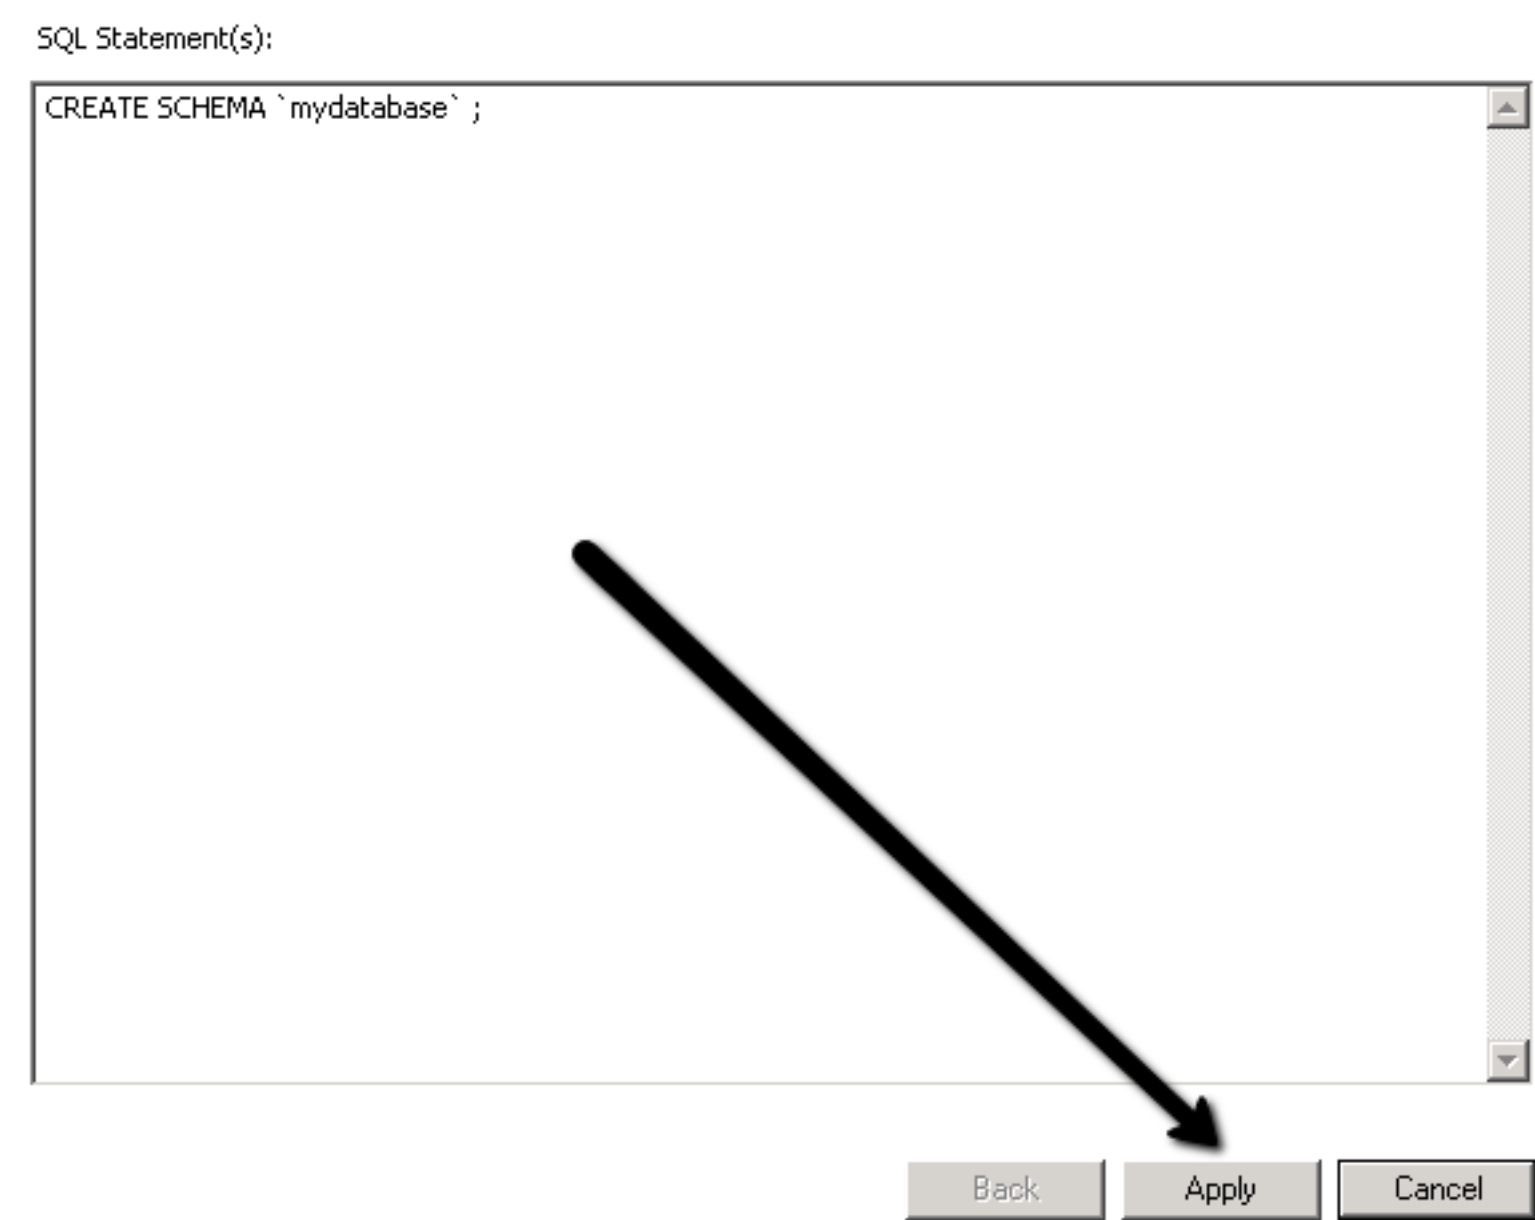 SQL Statement(s):
CREATE SCHEMA `mydatabase` ;
Back
Apply
Cancel